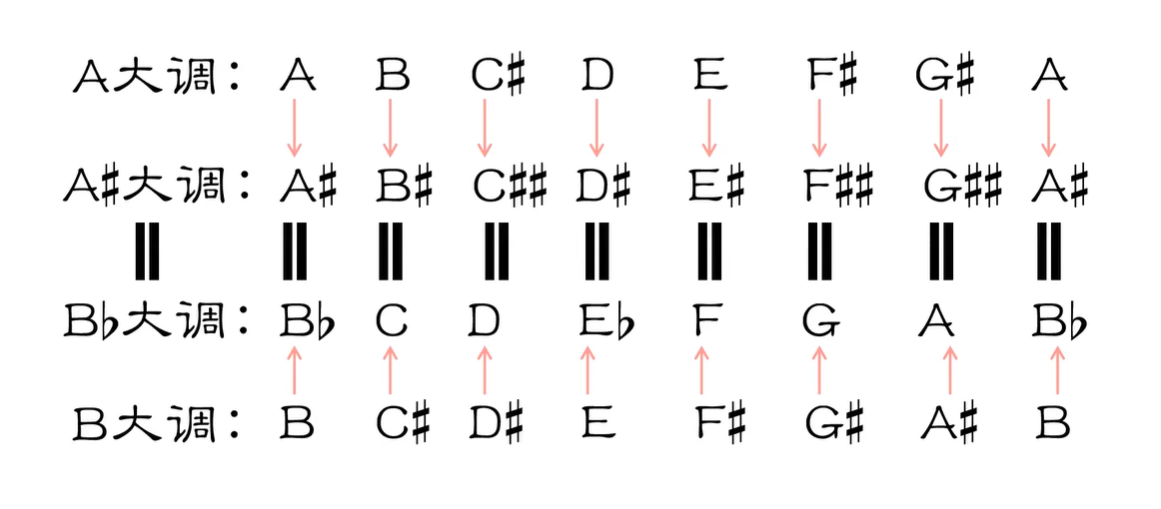 A大调: A B C♯ D E F♯ G♯ A
A♯大调: A♯ B♯ C♯♯ D♯ E♯ F♯♯ G♯♯ A♯
B♭大调: B♭ C D E♭ F G A B♭
B大调: B C♯ D♯ E F♯ G♯ A♯ B